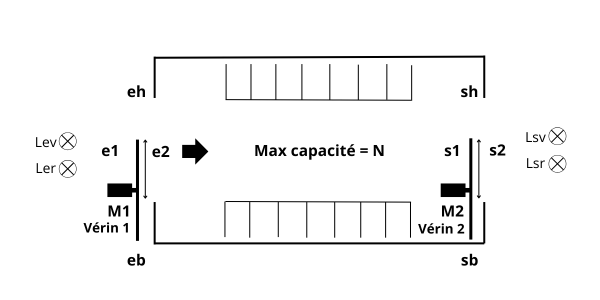 eh
sh
Lev
e1
e2
Max capacité = N
s1
s2
Lsv
Ler
Lsr
M1
Vérin 1
M2
Vérin 2
eb
sb